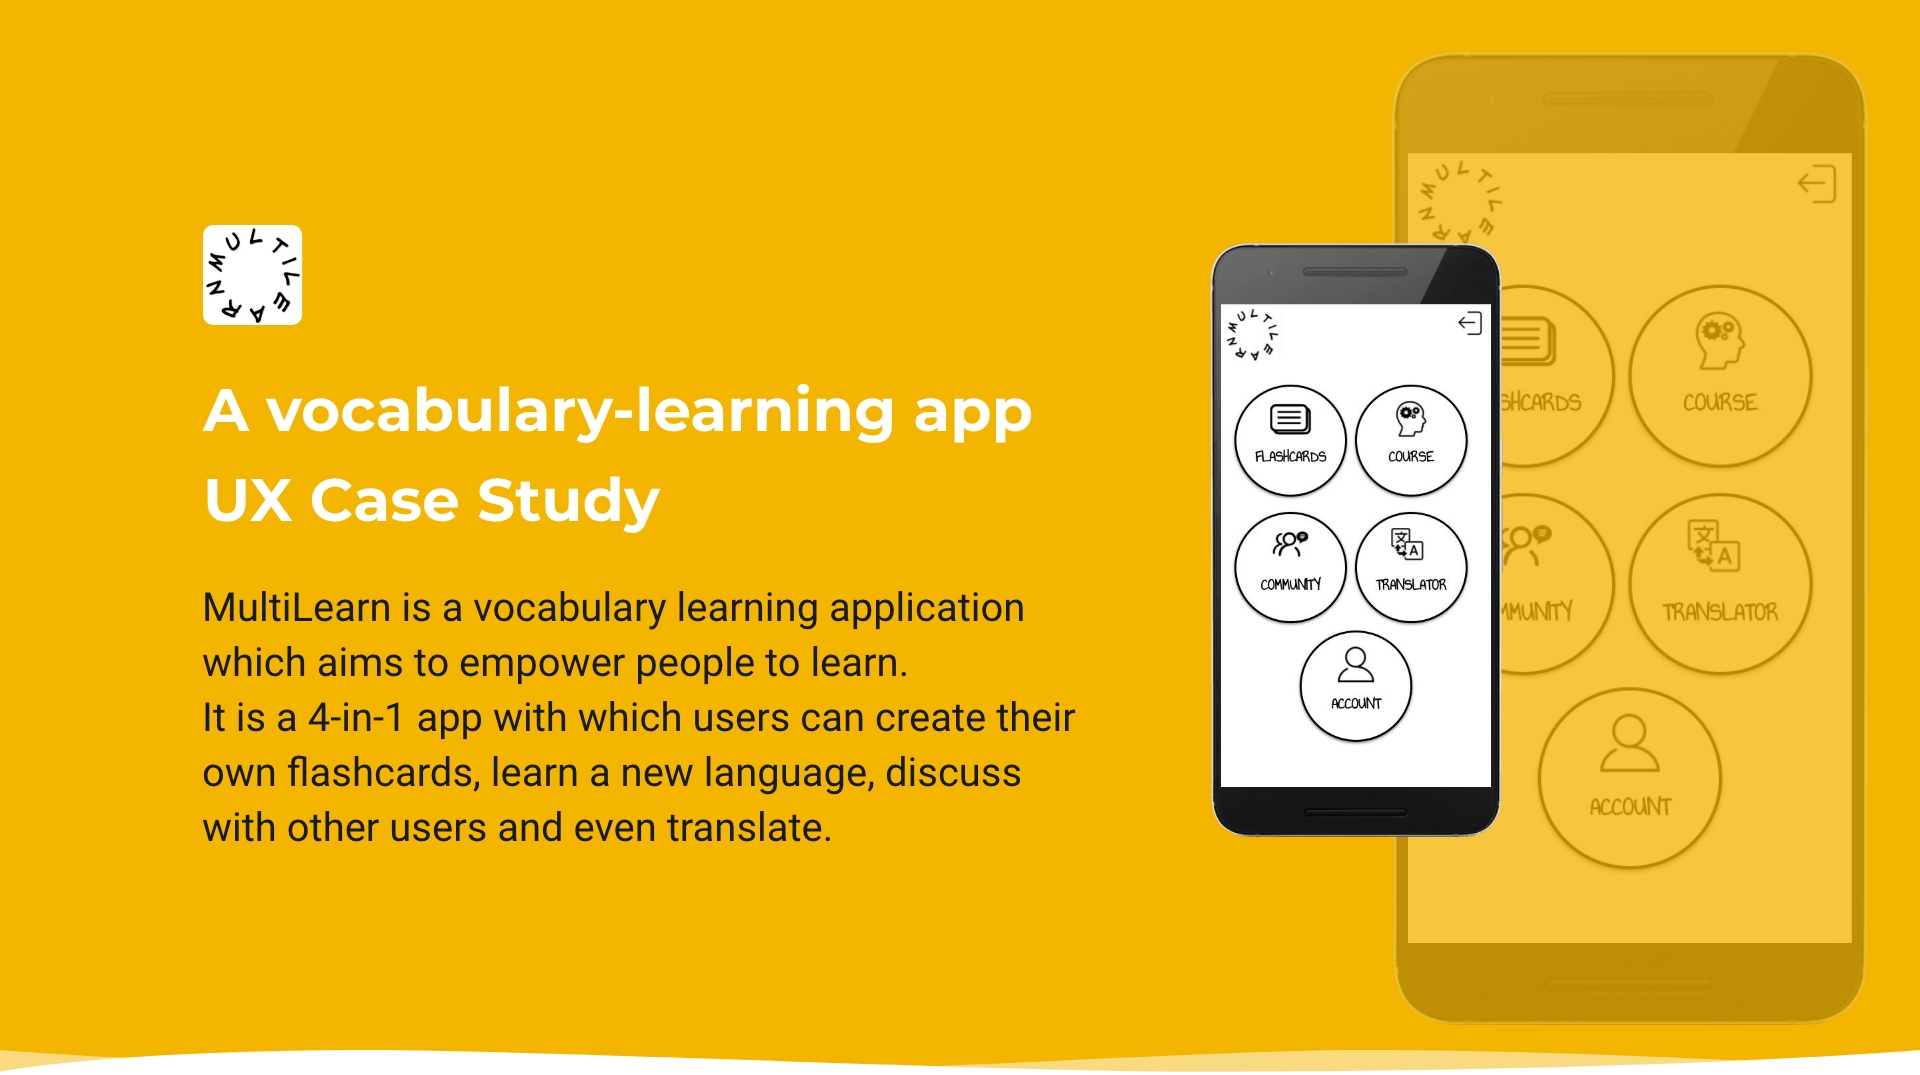 MULTILEARN
A vocabulary-learning app
UX Case Study
MultiLearn is a vocabulary learning application
which aims to empower people to learn.
It is a 4-in-1 app with which users can create their
own flashcards, learn a new language, discuss
with other users and even translate.
MULTILEARN
FLASHCARDS
COURSE
COMMUNITY
文
A
TRANSLATOR
ACCOUNT
MULTILEARN
SHCARDS
COURSE
MMUNITY
文
A
TRANSLATOR
ACCOUNT